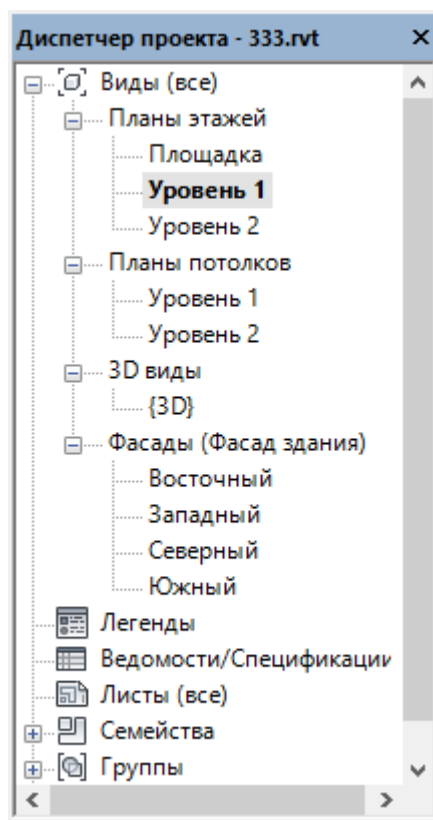 Диспетчер проекта - 333.rvt
Виды (все)
Планы этажей
Площадка
Уровень 1
Уровень 2
Планы потолков
Уровень 1
Уровень 2
3D виды
{3D}
Фасады (Фасад здания)
Восточный
Западный
Северный
Южный
Легенды
Ведомости/Спецификации
Листы (все)
Семейства
Группы